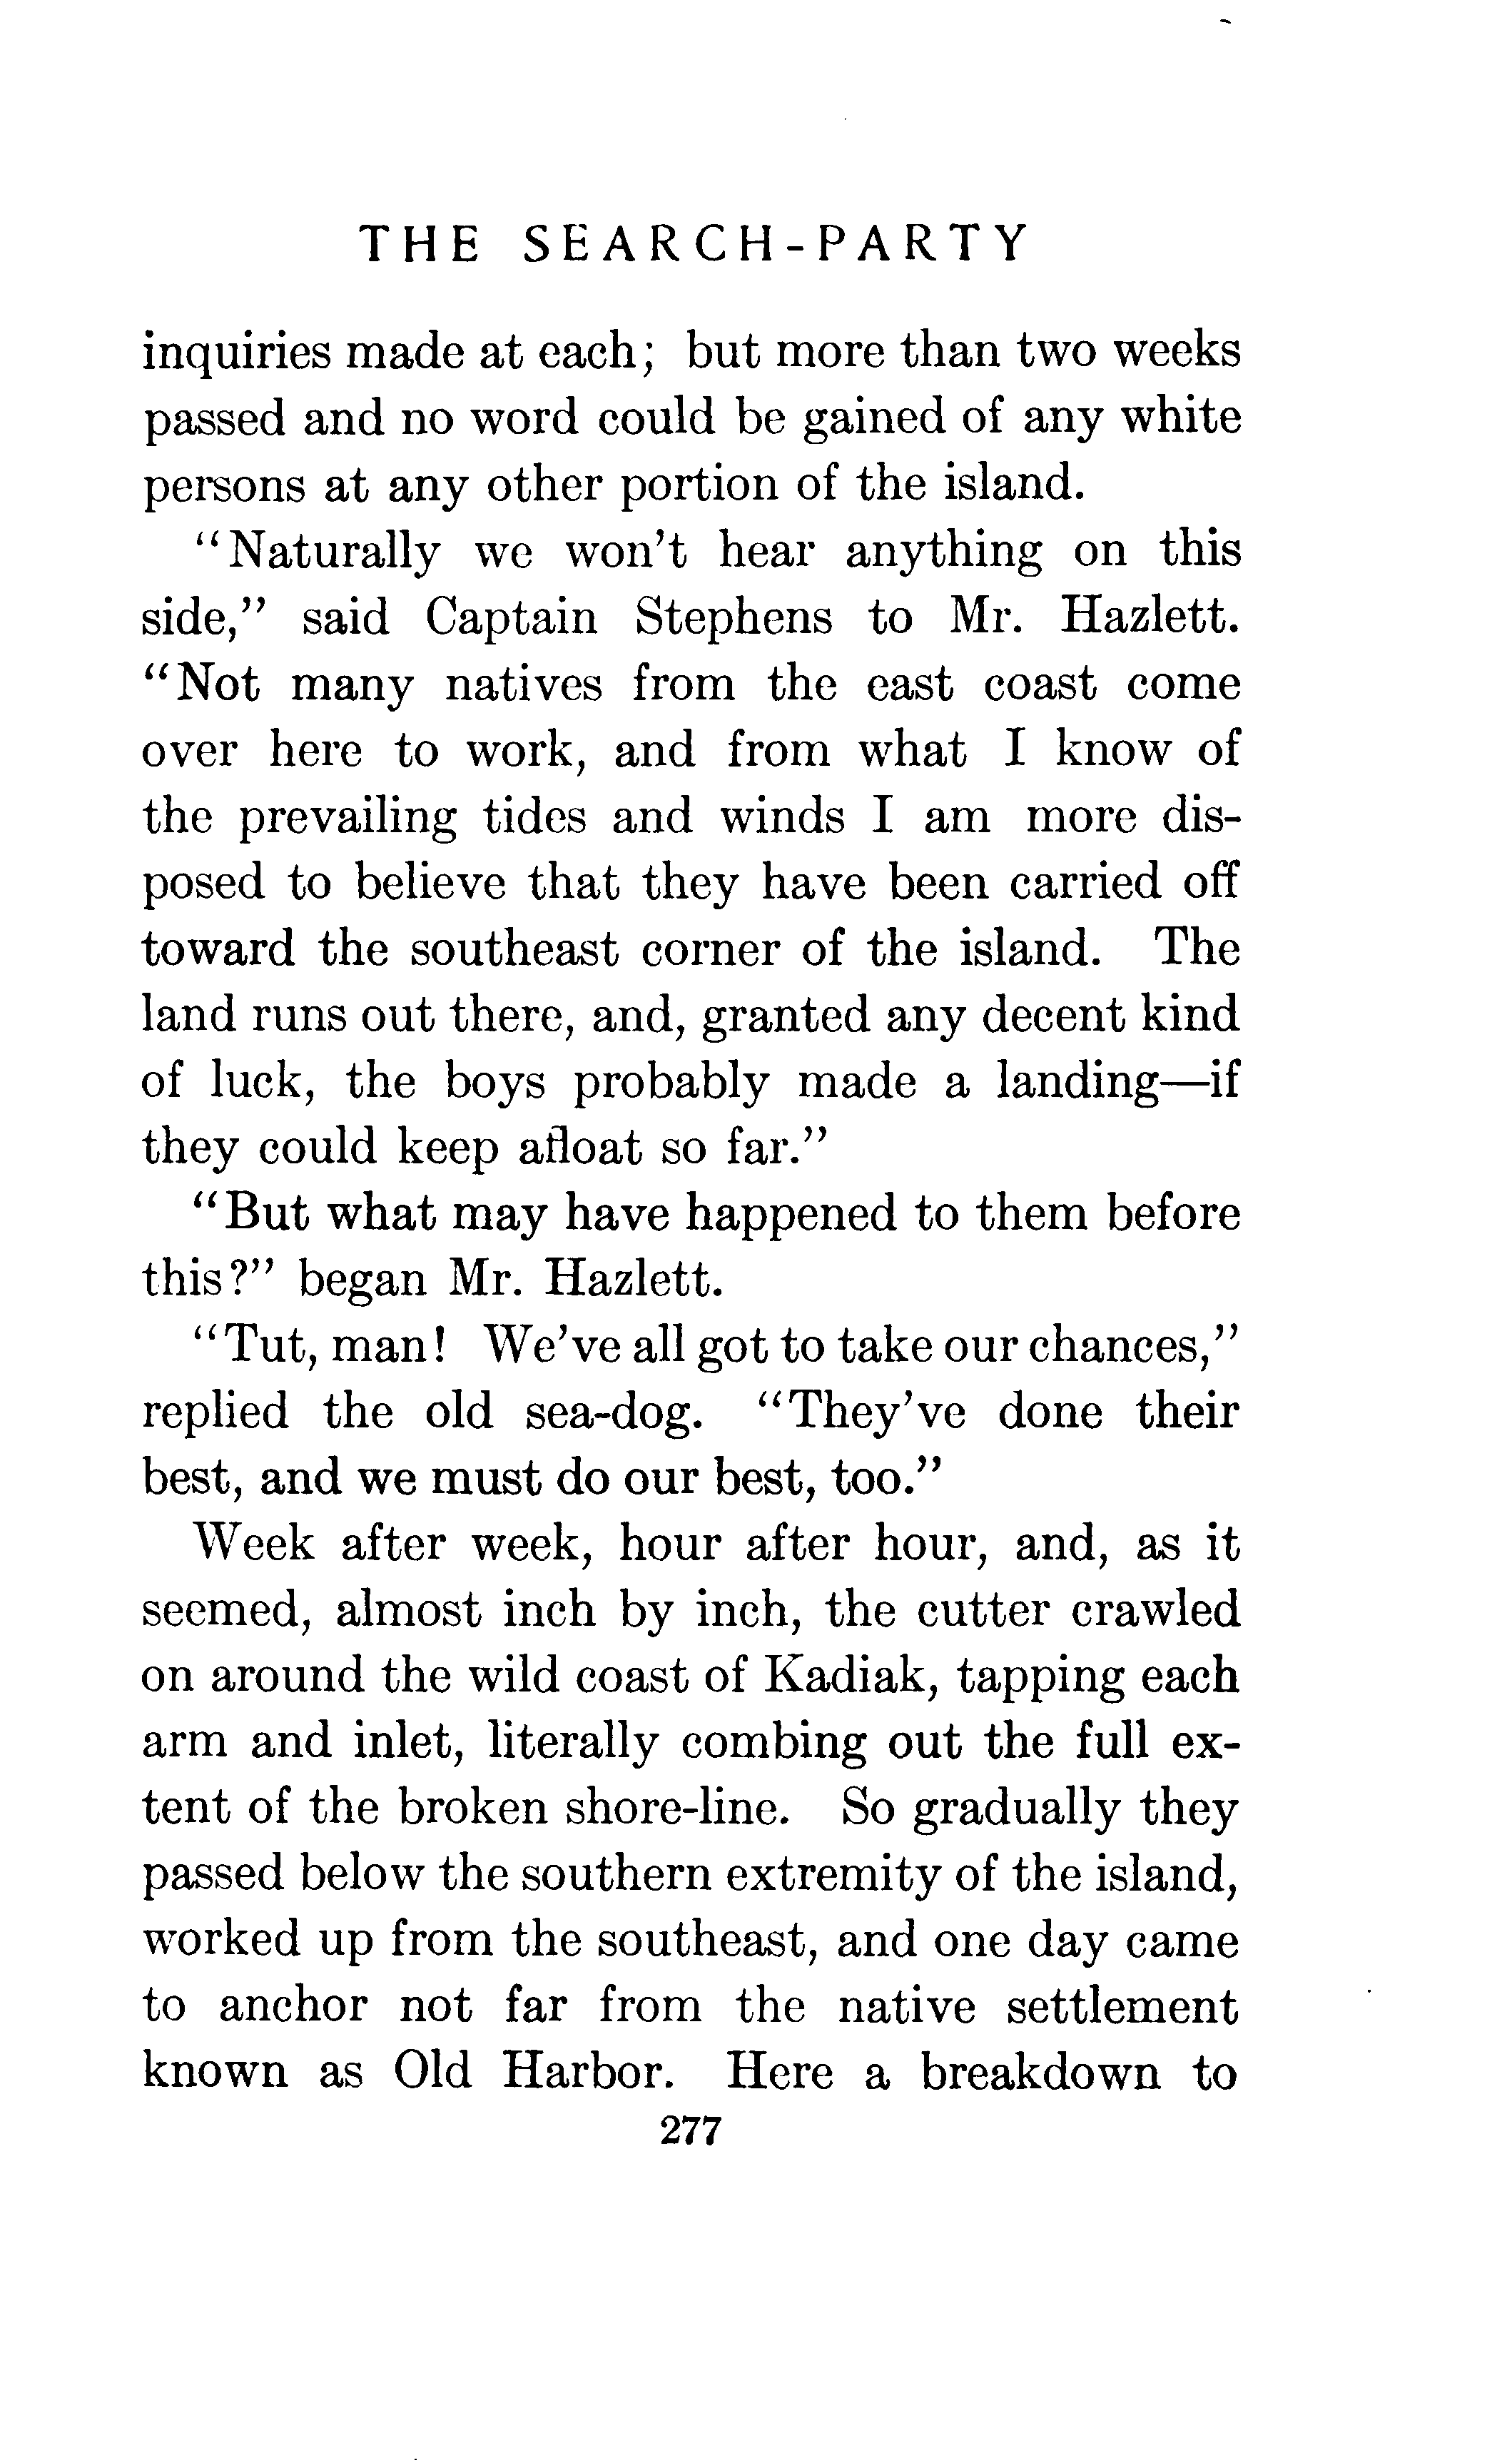 THE SEARCH-PARTY
inquiries made at each; but more than two weeks
passed and no word could be gained of any white
persons at any other portion of the island.
"Naturally we won't hear anything on this
side," said Captain Stephens to Mr. Hazlett.
"Not many natives from the east coast come
over here to work, and from what I know of
the prevailing tides and winds I am more dis-
posed to believe that they have been carried off
toward the southeast corner of the island. The
land runs out there, and, granted any decent kind
of luck, the boys probably made a landing—if
they could keep afloat so far."
"But what may have happened to them before
this?" began Mr. Hazlett.
"Tut, man! We've all got to take our chances,"
replied the old sea-dog. "They've done their
best, and we must do our best, too."
Week after week, hour after hour, and, as it
seemed, almost inch by inch, the cutter crawled
on around the wild coast of Kadiak, tapping each
arm and inlet, literally combing out the full ex-
tent of the broken shore-line. So gradually they
passed below the southern extremity of the island,
worked up from the southeast, and one day came
to anchor not far from the native settlement
known as Old Harbor. Here a breakdown to
277